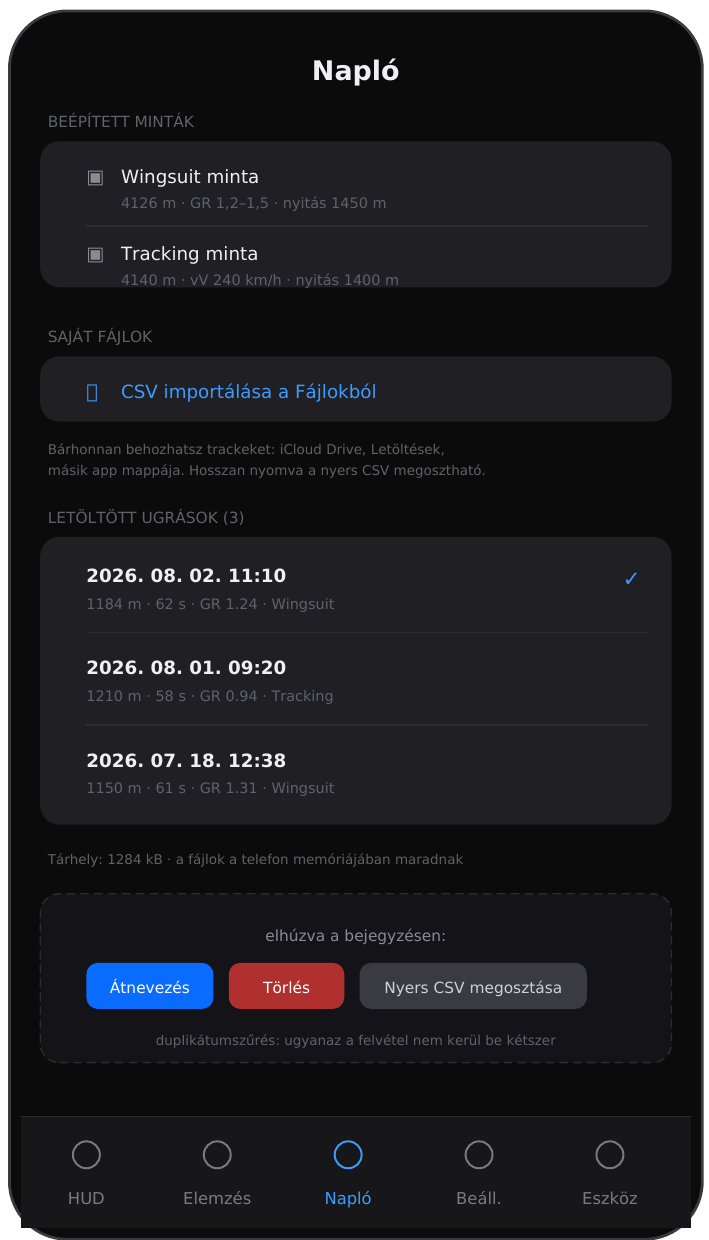 Napló
BEÉPÍTETT MINTÁK
Wingsuit minta
4126 m · GR 1,2–1,5 · nyitás 1450 m
Tracking minta
4140 m · vV 240 km/h · nyitás 1400 m
SAJÁT FÁJLOK
CSV importálása a Fájlokból
Bárhonnan behozhatsz trackeket: iCloud Drive, Letöltések,
másik app mappája. Hosszan nyomva a nyers CSV megosztható.
LETÖLTÖTT UGRÁSOK (3)
2026. 08. 02. 11:10 ✓
1184 m · 62 s · GR 1.24 · Wingsuit
2026. 08. 01. 09:20
1210 m · 58 s · GR 0.94 · Tracking
2026. 07. 18. 12:38
1150 m · 61 s · GR 1.31 · Wingsuit
Tárhely: 1284 kB · a fájlok a telefon memóriájában maradnak
elhúzva a bejegyzésen:
Átnevezés Törlés Nyers CSV megosztása
duplikátumszűrés: ugyanaz a felvétel nem kerül be kétszer
HUD Elemzés Napló Beáll. Eszköz